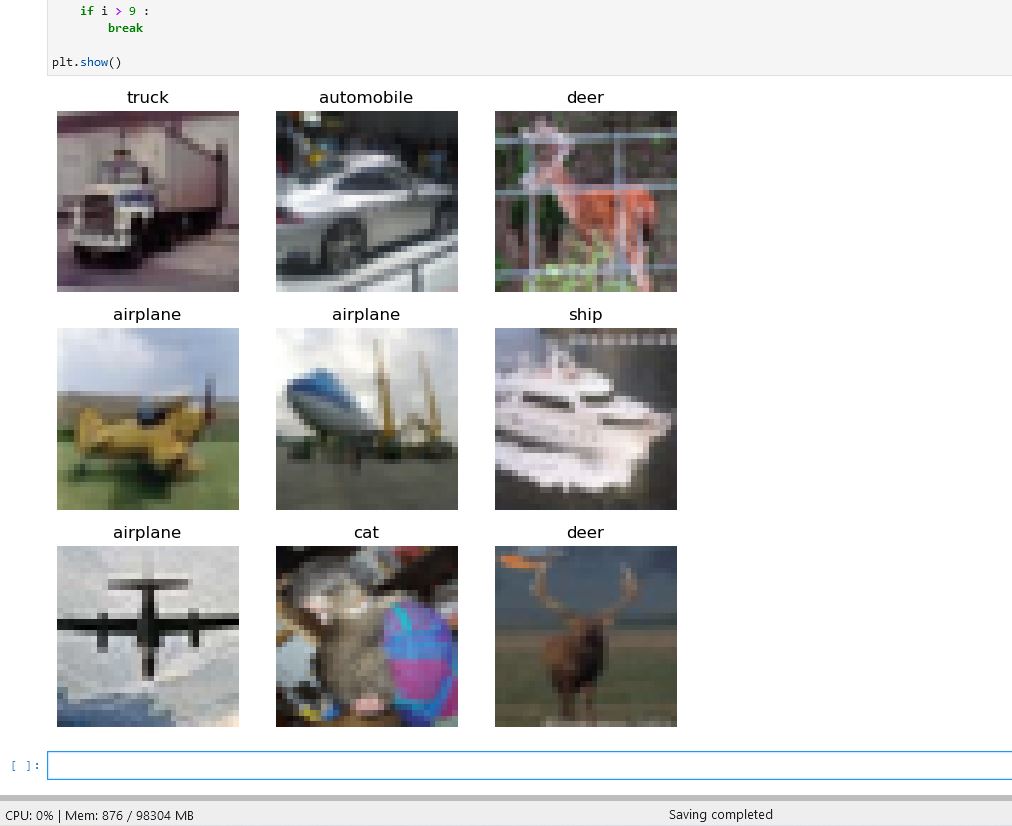 if i > 9 :
break
plt.show()
truck automobile deer
airplane airplane ship
airplane cat deer
[ ]:
CPU: 0% | Mem: 876 / 98304 MB Saving completed